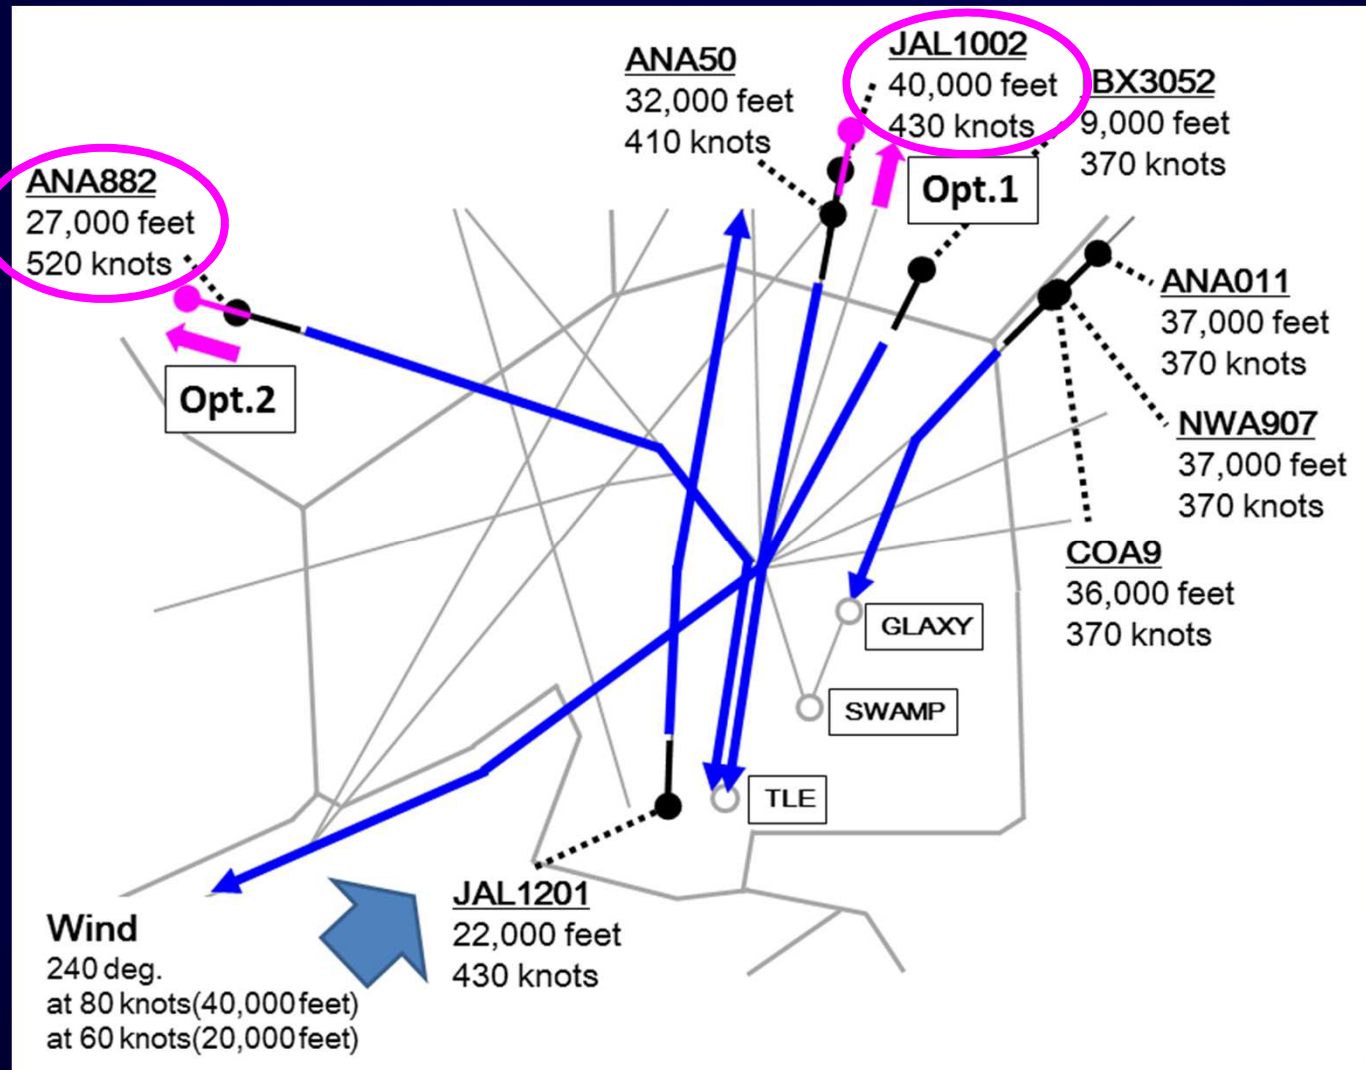 ANA50
32,000 feet
410 knots
JAL1002
40,000 feet
430 knots
IBX3052
9,000 feet
370 knots
Opt.1
ANA882
27,000 feet
520 knots
Opt.2
ANA011
37,000 feet
370 knots
NWA907
37,000 feet
370 knots
COA9
36,000 feet
370 knots
GLAXY
SWAMP
TLE
JAL1201
22,000 feet
430 knots
Wind
240 deg.
at 80 knots(40,000feet)
at 60 knots(20,000feet)